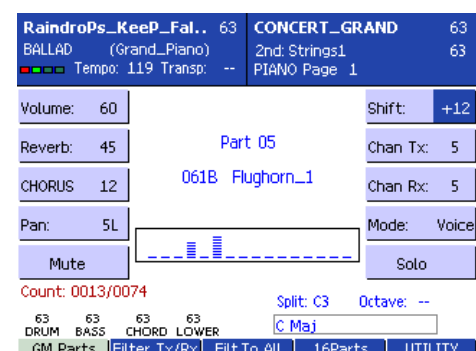 RaindroPs_KeeP_Fal.. 63 CONCERT_GRAND 63
BALLAD (Grand_Piano) 2nd: Strings1 63
Tempo: 119 Transp: -- PIANO Page 1
Volume: 60 Shift: +12
Reverb: 45 Part 05 Chan Tx: 5
CHORUS 12 061B Flughorn_1 Chan Rx: 5
Pan: 5L Mode: Voice
Mute Solo
Count: 0013/0074
Split: C3 Octave: --
63 63 63 63
DRUM BASS CHORD LOWER C Maj
GM Parts Filter Tx/Rx Filt To All 16Parts UTILITY